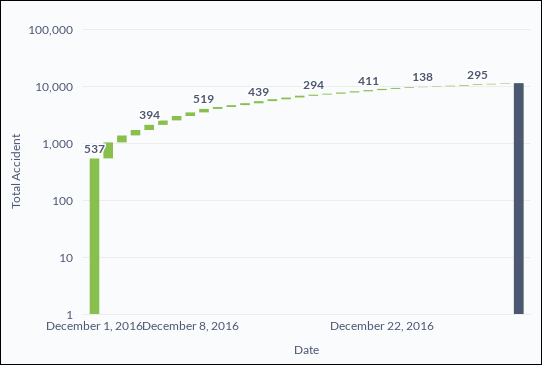 100,000
10,000
1,000
100
10
1
Total Accident
537
394
519
439
294
411
138
295
December 1, 2016
December 8, 2016
December 22, 2016
Date